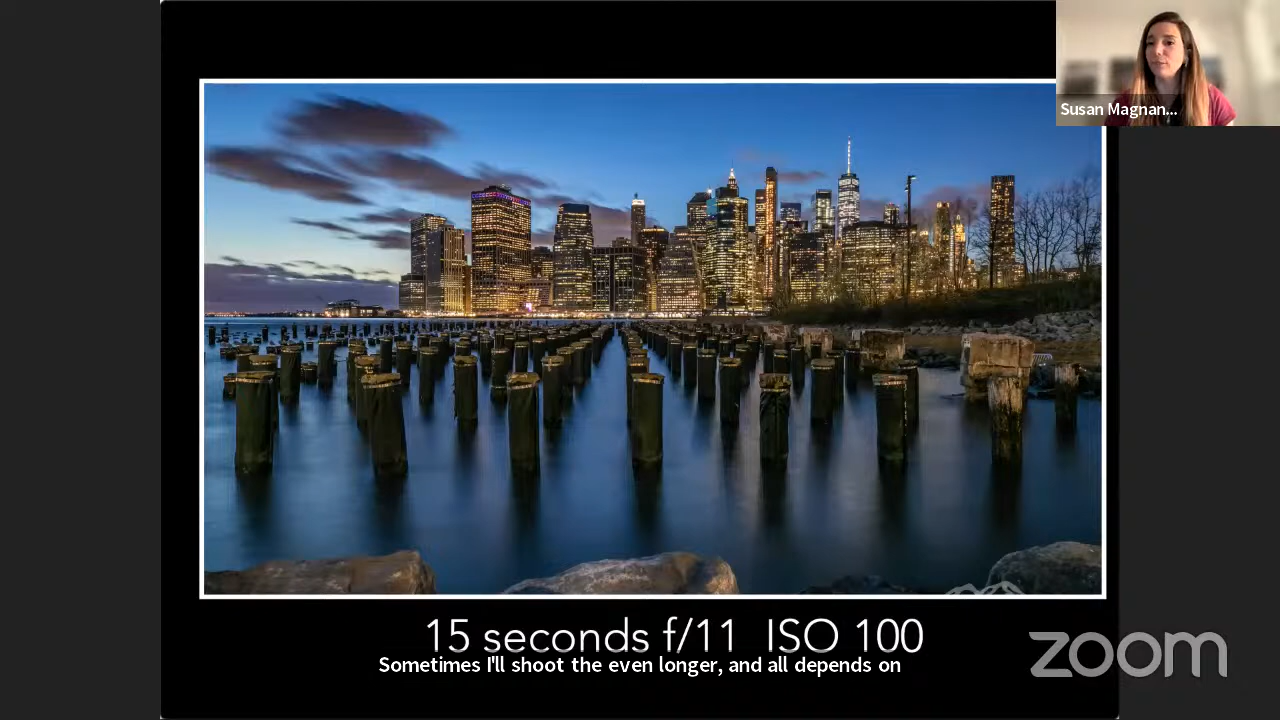 Susan Magnan...
15 seconds f/11 ISO 100
Sometimes I'll shoot the even longer, and all depends on
zoom